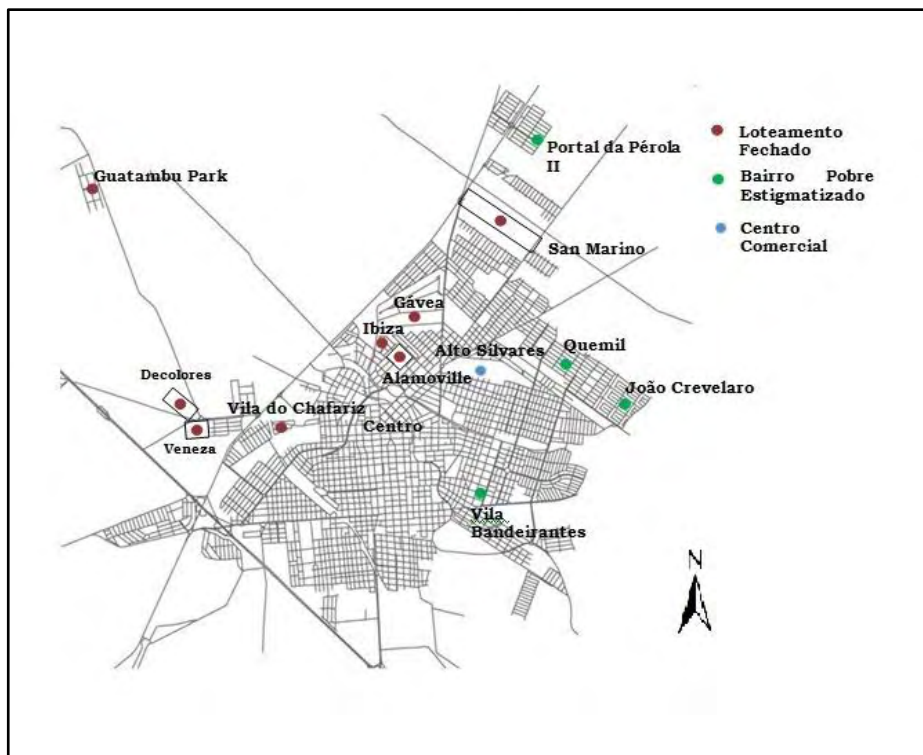 Portal da Pérola
II
Loteamento
Fechado
Bairro Pobre
Estigmatizado
Centro
Comercial
Guatambu Park
San Marino
Gávea
Ibiza
Alto Silvares
Quemil
Alamoville
João Crevelaro
Decolores
Vila do Chafariz
Centro
Veneza
Vila
Bandeirantes
N